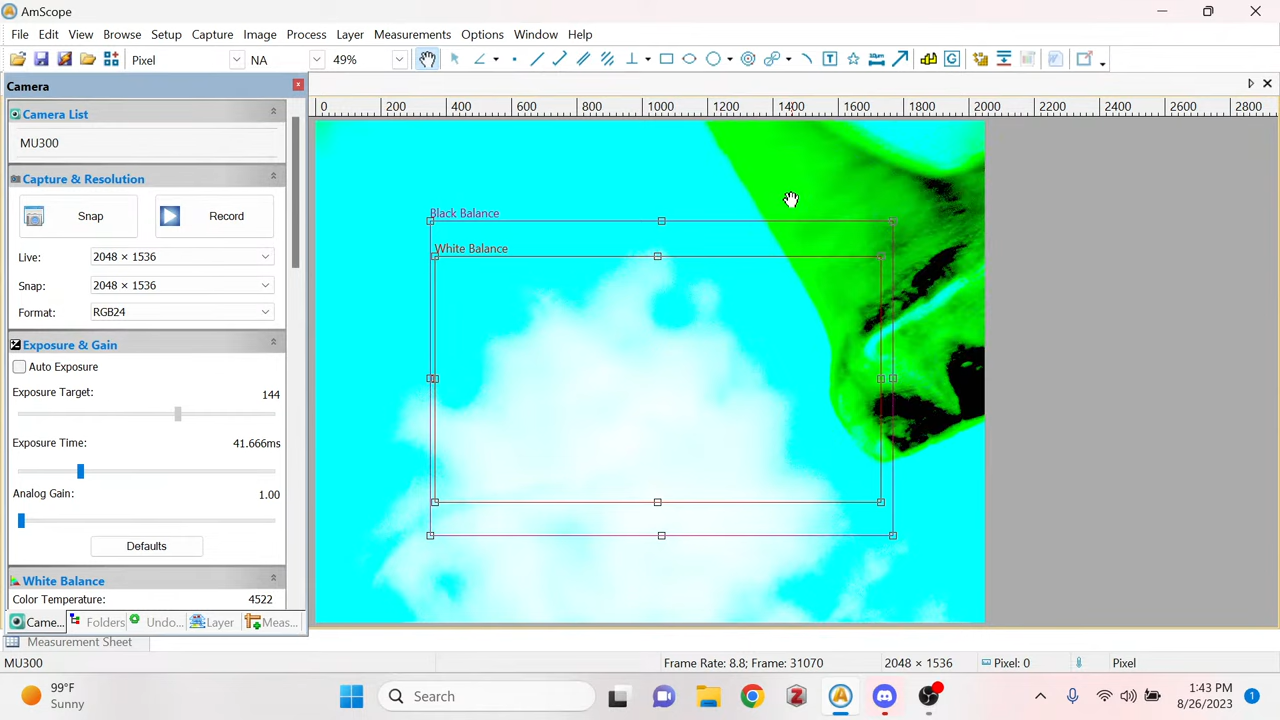 AmScope
File Edit View Browse Setup Capture Image Process Layer Measurements Options Window Help
Pixel NA 49%
Camera
0 200 400 600 800 1000 1200 1400 1600 1800 2000 2200 2400 2600 2800
Camera List
MU300
Capture & Resolution
Snap Record
Live: 2048 × 1536
Snap: 2048 × 1536
Format: RGB24
Exposure & Gain
Auto Exposure
Exposure Target: 144
Exposure Time: 41.666ms
Analog Gain: 1.00
Defaults
White Balance
Color Temperature: 4522
Black Balance
White Balance
Came... Folders Undo... Layer Meas...
Measurement Sheet
MU300 Frame Rate: 8.8; Frame: 31070 2048 × 1536 Pixel: 0 Pixel
99°F
Sunny
Search
1:43 PM
8/26/2023
1